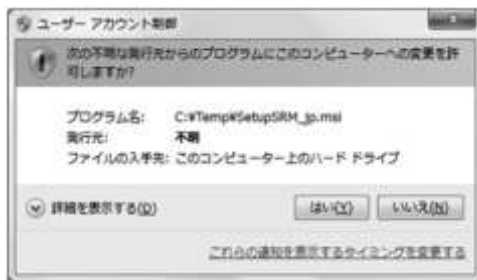 ユーザー アカウント制御
次の不明な発行元からのプログラムにこのコンピューターへの変更を許
可しますか?
プログラム名: C:¥Temp¥SetupSRM_jp.msi
発行元: 不明
ファイルの入手先: このコンピューター上のハード ドライブ
詳細を表示する(D)
はい(Y) いいえ(N)
これらの通知を表示するタイミングを変更する